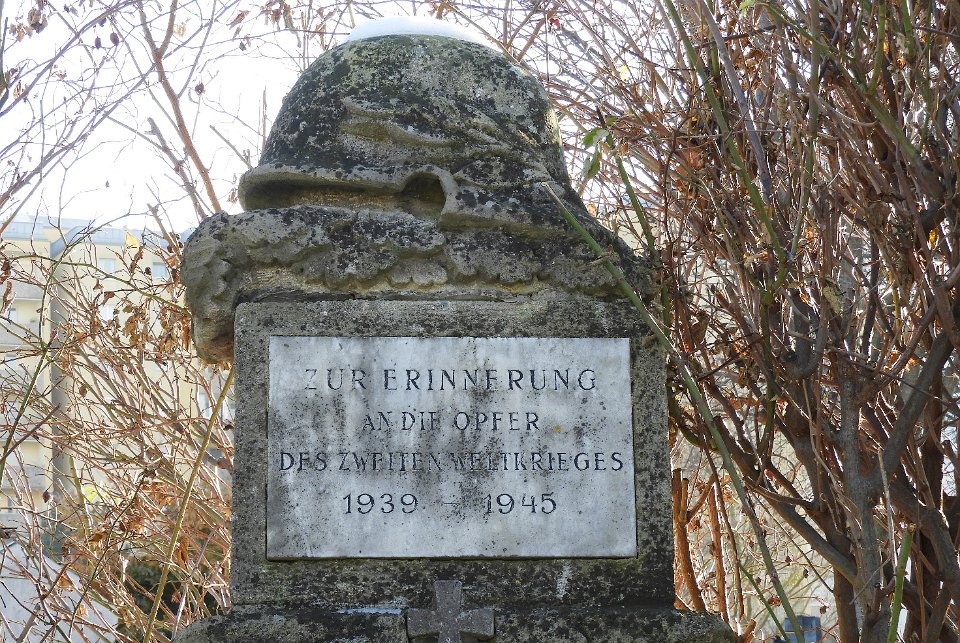 ZUR ERINNERUNG
AN DIE OPFER
DES ZWEITEN WELTKRIEGES
1939 – 1945